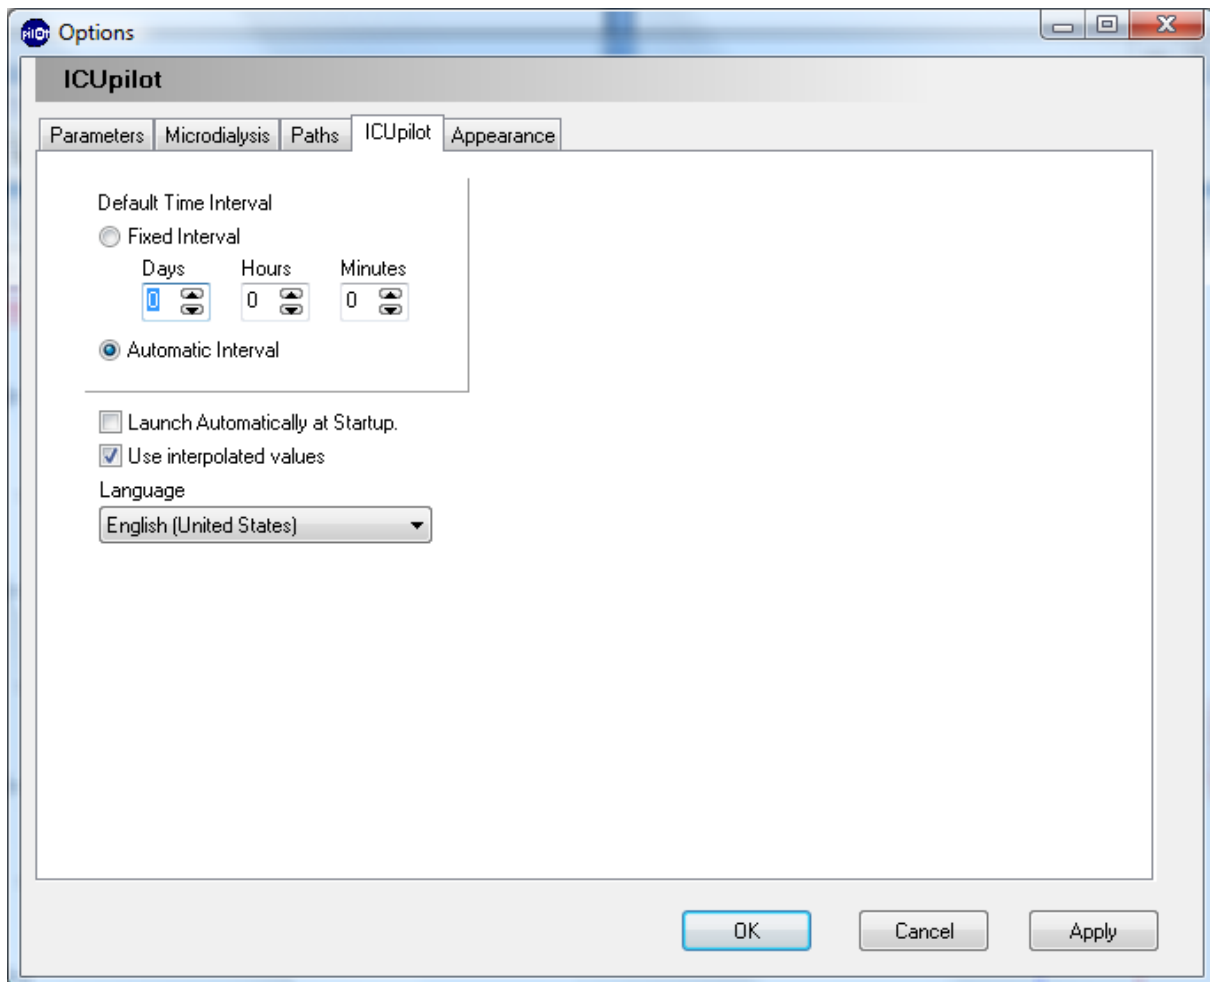 PilOt Options
ICUpilot
Parameters Microdialysis Paths ICUpilot Appearance
Default Time Interval
Fixed Interval
Days Hours Minutes
0 0 0
Automatic Interval
Launch Automatically at Startup.
Use interpolated values
Language
English (United States)
OK Cancel Apply